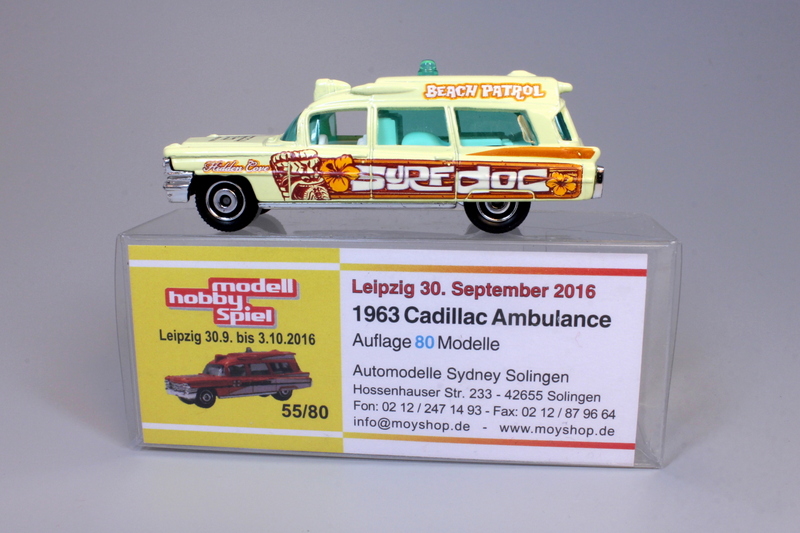 BEACH PATROL
Hidden Cove
SURF DOC
modell
hobby
Spiel
Leipzig 30.9. bis 3.10.2016
55/80
Leipzig 30. September 2016
1963 Cadillac Ambulance
Auflage 80 Modelle
Automodelle Sydney Solingen
Hossenhauser Str. 233 - 42655 Solingen
Fon: 02 12 / 247 14 93 - Fax: 02 12 / 87 96 64
info@moyshop.de - www.moyshop.de